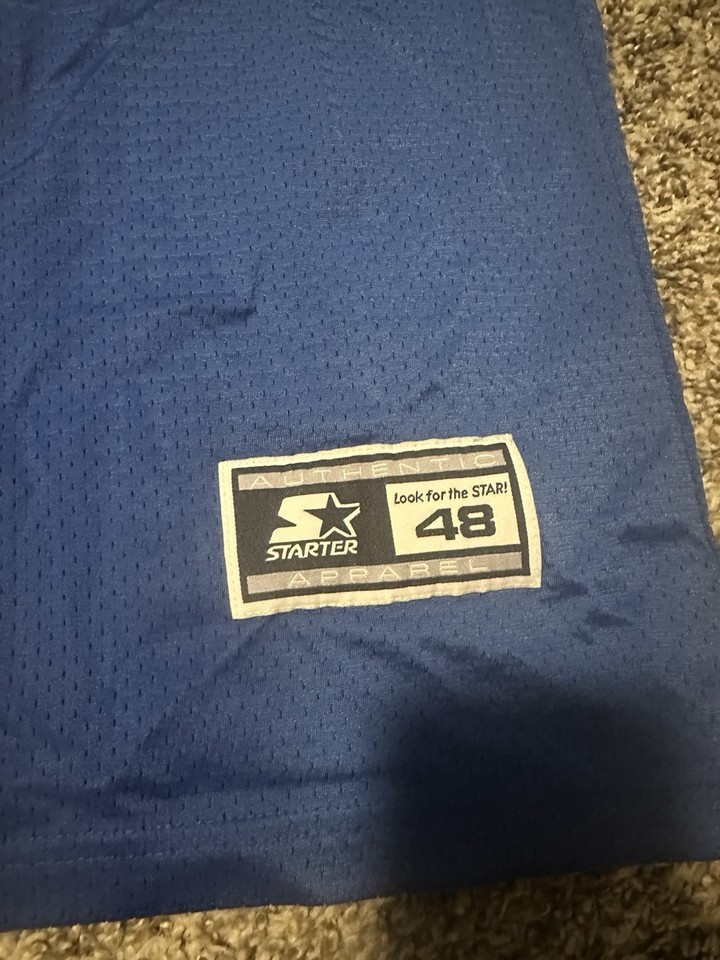 AUTHENTIC
Look for the STAR!
48
STARTER
APPAREL